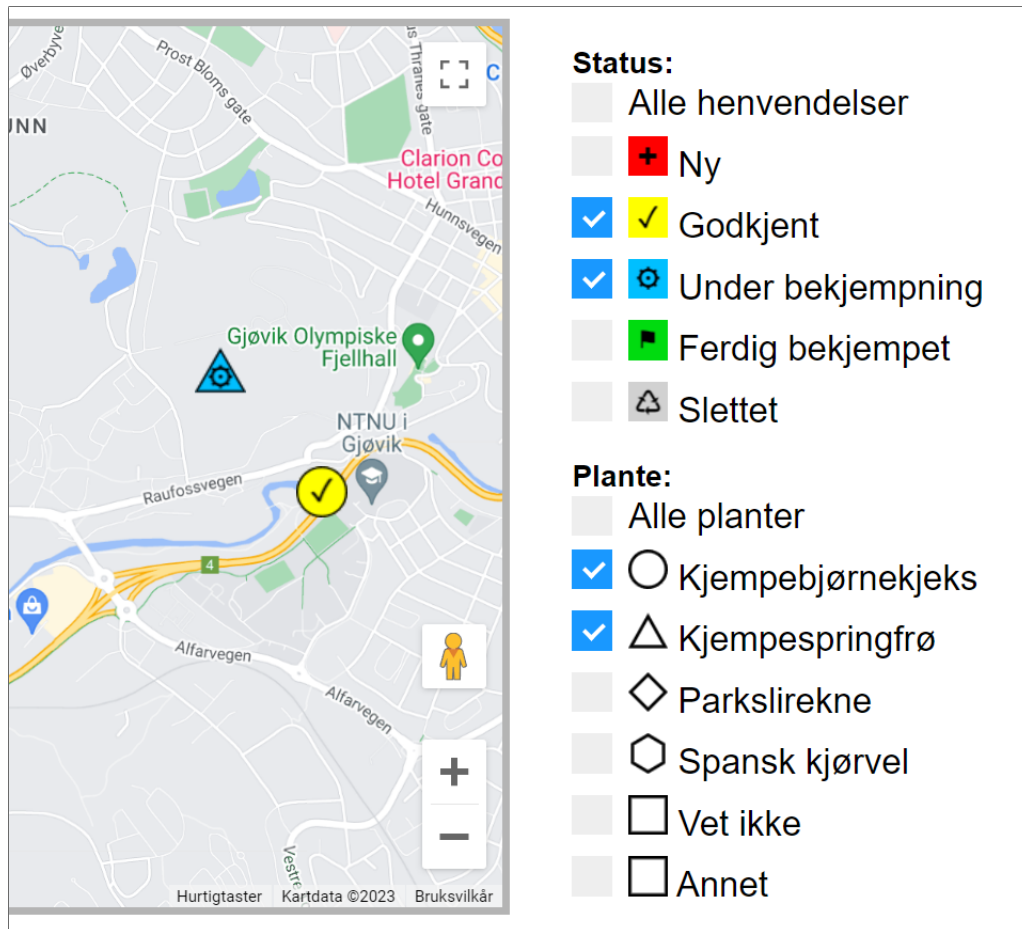 Øverbyve
Prost Bloms gate
us Thranes gate
C
UNN
Clarion Co
Hotel Grand
Hunnsvegen
Gjøvik Olympiske
Fjellhall
NTNU i
Gjøvik
Raufossvegen
4
Alfarvegen
Alfarvegen
Vestre
Hurtigtaster
Kartdata ©2023
Bruksvilkår
Status:
Alle henvendelser
Ny
Godkjent
Under bekjempning
Ferdig bekjempet
Slettet
Plante:
Alle planter
Kjempebjørnekjeks
Kjempespringfrø
Parkslirekne
Spansk kjørvel
Vet ikke
Annet